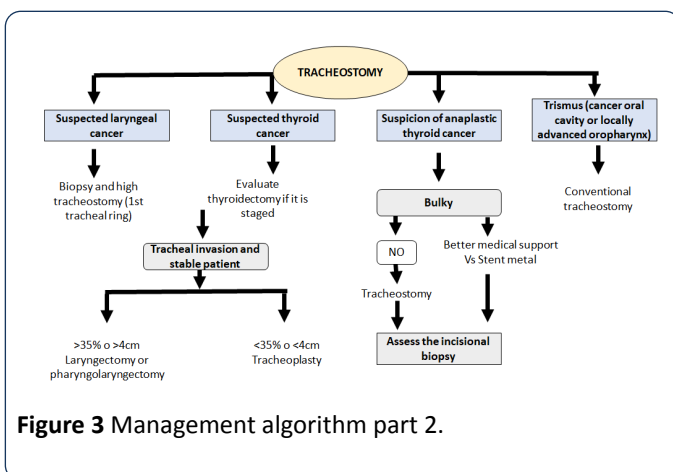 TRACHEOSTOMY
Suspected laryngeal
cancer
Suspected thyroid
cancer
Suspicion of anaplastic
thyroid cancer
Trismus (cancer oral
cavity or locally
advanced oropharynx)
Biopsy and high
tracheostomy (1st
tracheal ring)
Evaluate
thyroidectomy if it is
staged
Bulky
Conventional
tracheostomy
Tracheal invasion and
stable patient
NO
Better medical support
Vs Stent metal
Tracheostomy
>35% o >4cm
Laryngectomy or
pharyngolaryngectomy
<35% o <4cm
Tracheoplasty
Assess the incisional
biopsy
Figure 3 Management algorithm part 2.